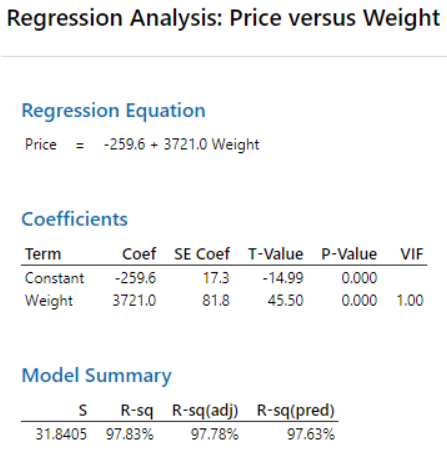 Regression Analysis: Price versus Weight
Regression Equation
Price = -259.6 + 3721.0 Weight
Coefficients
Term Coef SE Coef T-Value P-Value VIF
Constant -259.6 17.3 -14.99 0.000
Weight 3721.0 81.8 45.50 0.000 1.00
Model Summary
S R-sq R-sq(adj) R-sq(pred)
31.8405 97.83% 97.78% 97.63%